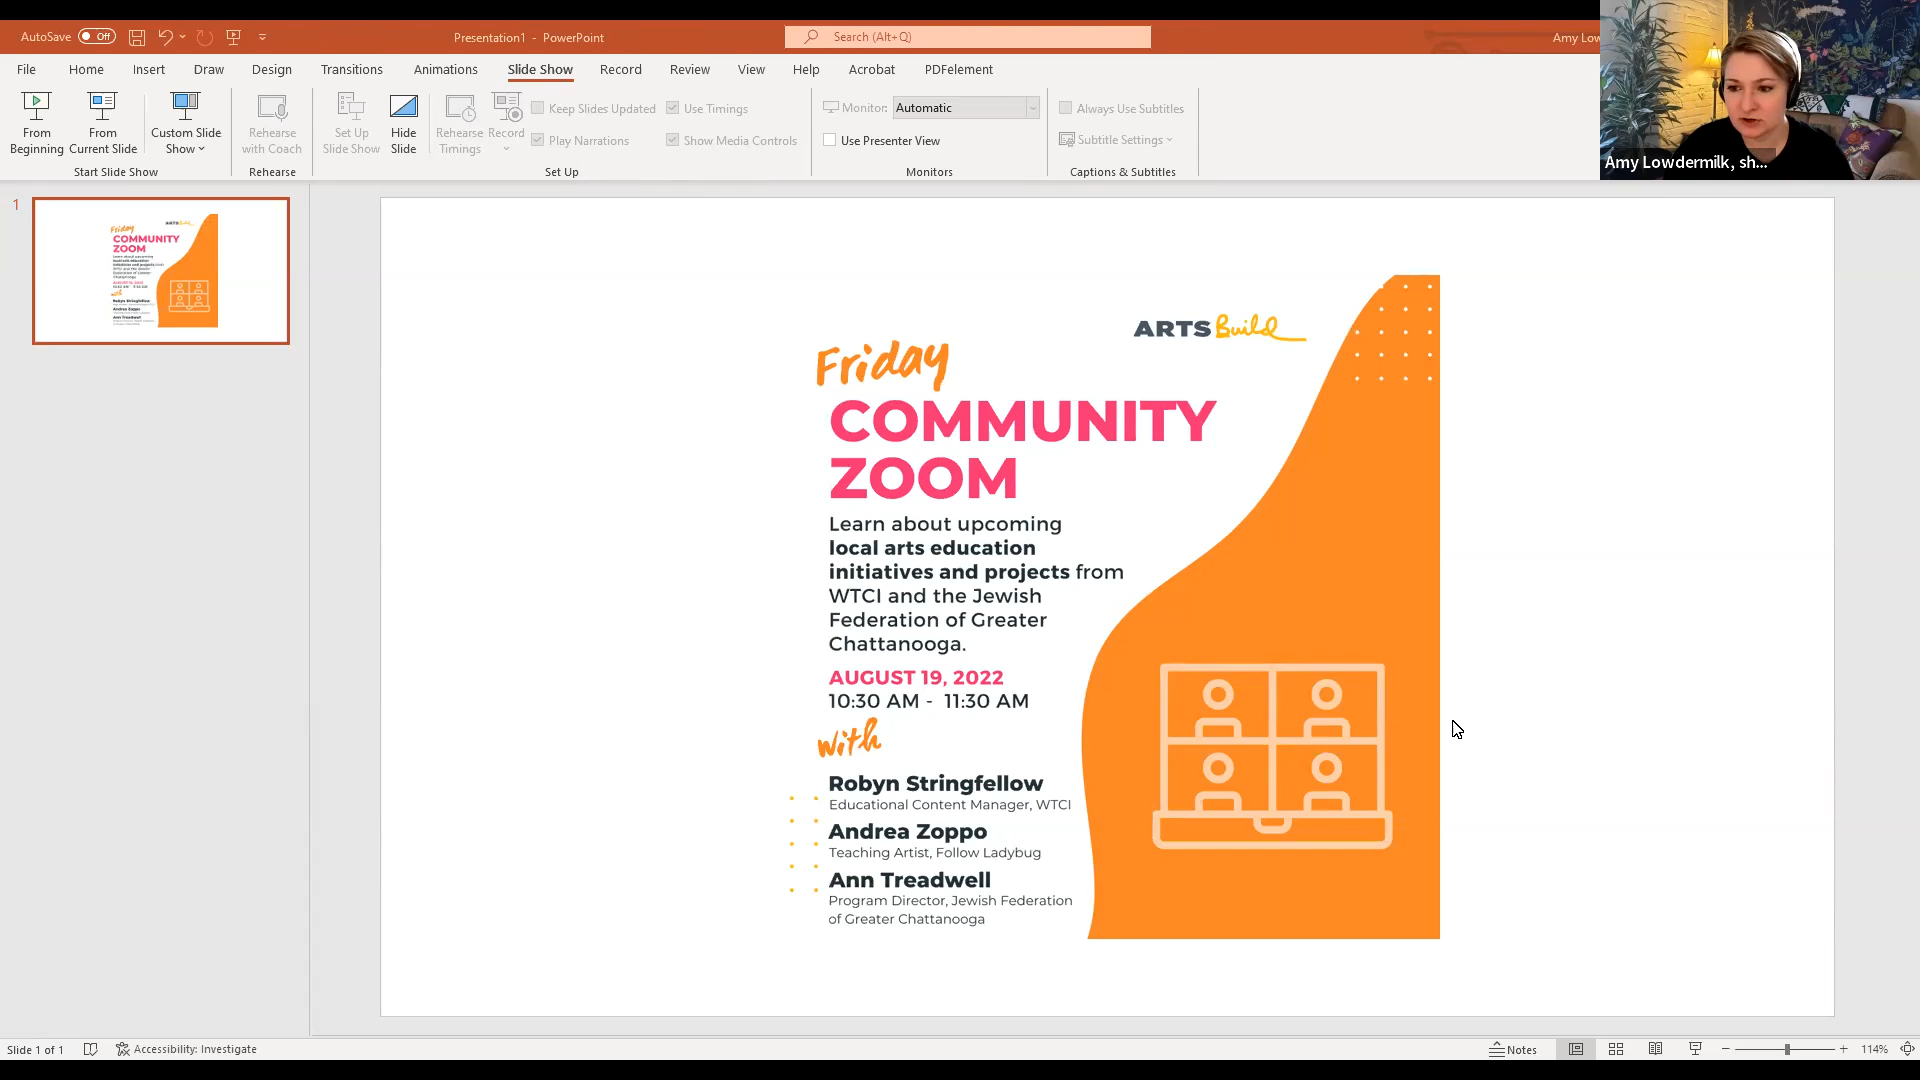 AutoSave Off
Presentation1 - PowerPoint
Search (Alt+Q)
Amy Low
File Home Insert Draw Design Transitions Animations Slide Show Record Review View Help Acrobat PDFelement
From Beginning
From Current Slide
Custom Slide Show
Start Slide Show
Rehearse with Coach
Rehearse
Set Up Slide Show
Hide Slide
Rehearse Timings
Record
Keep Slides Updated
Play Narrations
Use Timings
Show Media Controls
Set Up
Monitor: Automatic
Use Presenter View
Monitors
Always Use Subtitles
Subtitle Settings
Captions & Subtitles
Amy Lowdermilk, sh...
1
ARTS Build
Friday
COMMUNITY
ZOOM
Learn about upcoming
local arts education
initiatives and projects from
WTCI and the Jewish
Federation of Greater
Chattanooga.
AUGUST 19, 2022
10:30 AM - 11:30 AM
with
Robyn Stringfellow
Educational Content Manager, WTCI
Andrea Zoppo
Teaching Artist, Follow Ladybug
Ann Treadwell
Program Director, Jewish Federation
of Greater Chattanooga
Slide 1 of 1
Accessibility: Investigate
Notes
114%